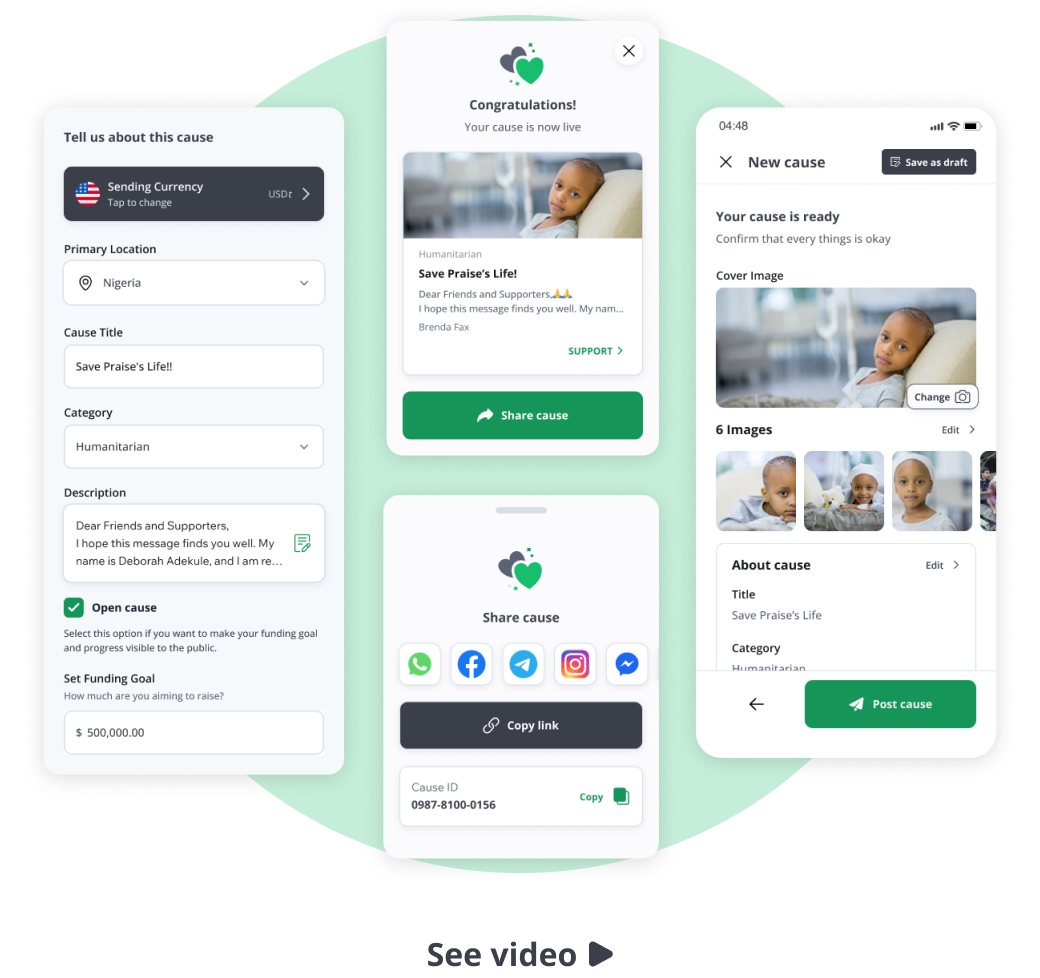 Tell us about this cause
Sending Currency
Tap to change
USDt
Primary Location
Nigeria
Cause Title
Save Praise's Life!!
Category
Humanitarian
Description
Dear Friends and Supporters,
I hope this message finds you well. My
name is Deborah Adekule, and I am re...
Open cause
Select this option if you want to make your funding goal
and progress visible to the public.
Set Funding Goal
How much are you aiming to raise?
$ 500,000.00
Congratulations!
Your cause is now live
Humanitarian
Save Praise's Life!
Dear Friends and Supporters,🙏🙏
I hope this message finds you well. My nam...
Brenda Fax
SUPPORT
Share cause
Share cause
Copy link
Cause ID
0987-8100-0156
Copy
04:48
New cause
Save as draft
Your cause is ready
Confirm that every things is okay
Cover Image
Change
6 Images
Edit
About cause
Edit
Title
Save Praise's Life
Category
Humanitarian
Post cause
See video